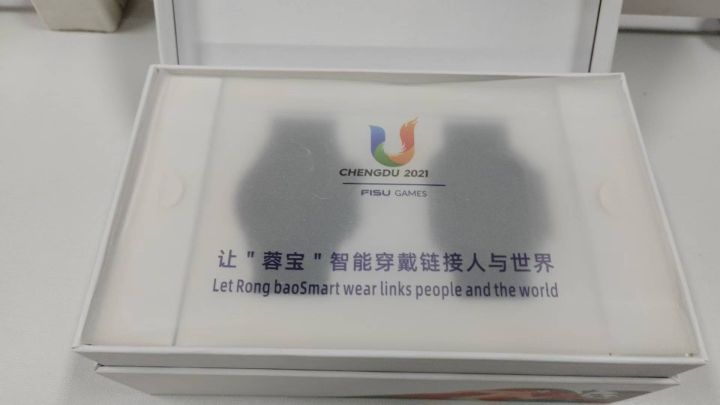 CHENGDU 2021
FISU GAMES
让"蓉宝"智能穿戴链接人与世界
Let Rong baoSmart wear links people and the world